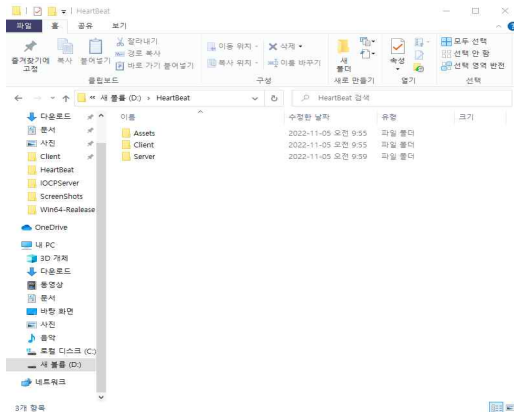 HeartBeat
파일 홈 공유 보기
즐겨찾기에 고정
복사
붙여넣기
잘라내기
경로 복사
바로 가기 붙여넣기
이동 위치
복사 위치
삭제
이름 바꾸기
새 폴더
속성
모두 선택
선택 안 함
선택 영역 반전
클립보드 구성 새로 만들기 열기 선택
« 새 볼륨 (D:) › HeartBeat
HeartBeat 검색
이름 수정한 날짜 유형 크기
Assets 2022-11-05 오전 9:55 파일 폴더
Client 2022-11-05 오전 9:55 파일 폴더
Server 2022-11-05 오전 9:59 파일 폴더
다운로드
문서
사진
Client
HeartBeat
IOCPServer
ScreenShots
Win64-Realease
OneDrive
내 PC
3D 개체
다운로드
동영상
문서
바탕 화면
사진
음악
로컬 디스크 (C:)
새 볼륨 (D:)
네트워크
3개 항목